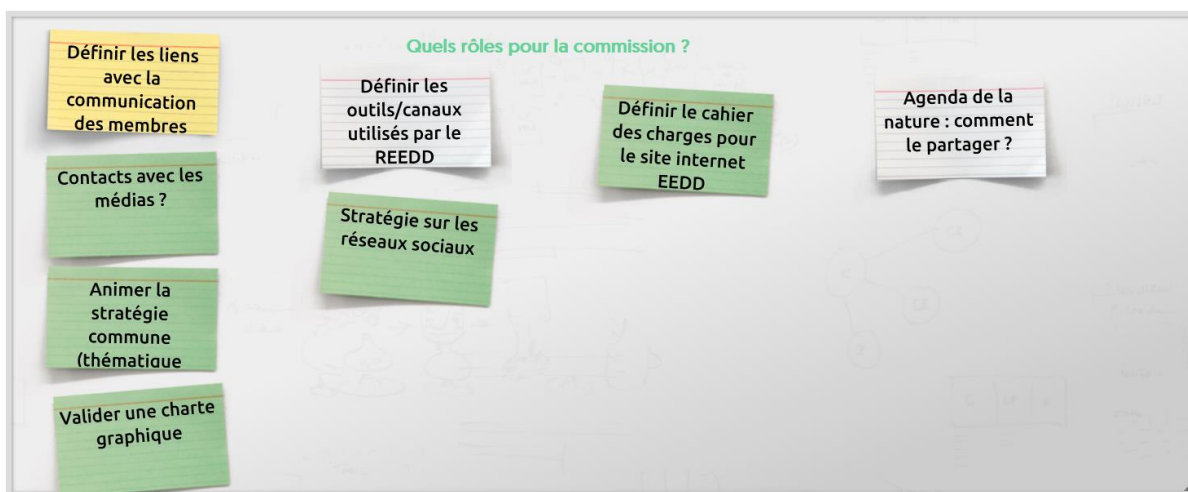 Quels rôles pour la commission ?
Définir les liens
avec la
communication
des membres
Contacts avec les
médias ?
Animer la
stratégie
commune
(thématique
Valider une charte
graphique
Définir les
outils/canaux
utilisés par le
REEDD
Stratégie sur les
réseaux sociaux
Définir le cahier
des charges pour
le site internet
EEDD
Agenda de la
nature : comment
le partager ?